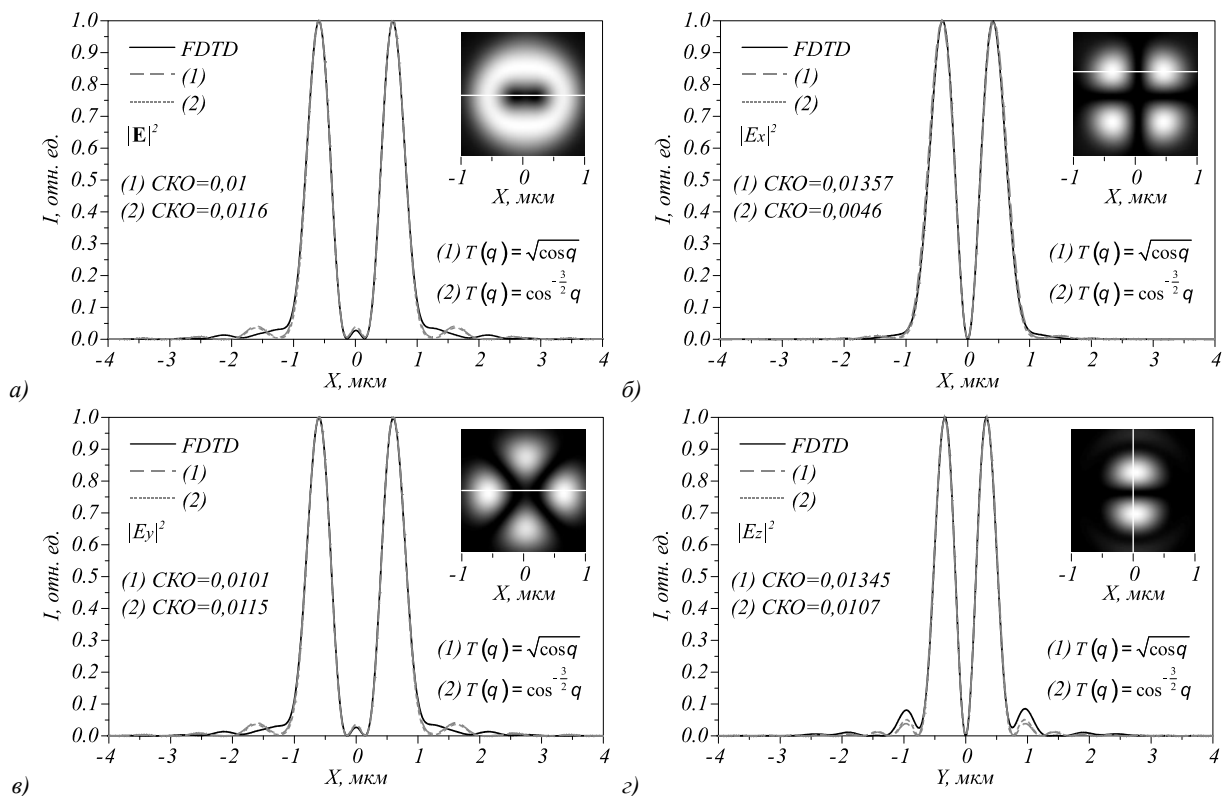 1.0
0.9
0.8
0.7
0.6
0.5
0.4
0.3
0.2
0.1
0.0
I, отн. ед.
FDTD
(1)
(2)
|E|²
(1) СКО=0,01
(2) СКО=0,0116
-1 0 1
X, мкм
(1) T(q)=√cosq
(2) T(q)=cos^{-3/2}q
-4 -3 -2 -1 0 1 2 3 4
X, мкм
а)
1.0
0.9
0.8
0.7
0.6
0.5
0.4
0.3
0.2
0.1
0.0
I, отн. ед.
FDTD
(1)
(2)
|Ex|²
(1) СКО=0,01357
(2) СКО=0,0046
-1 0 1
X, мкм
(1) T(q)=√cosq
(2) T(q)=cos^{-3/2}q
-4 -3 -2 -1 0 1 2 3 4
X, мкм
б)
1.0
0.9
0.8
0.7
0.6
0.5
0.4
0.3
0.2
0.1
0.0
I, отн. ед.
FDTD
(1)
(2)
|Ey|²
(1) СКО=0,0101
(2) СКО=0,0115
-1 0 1
X, мкм
(1) T(q)=√cosq
(2) T(q)=cos^{-3/2}q
-4 -3 -2 -1 0 1 2 3 4
X, мкм
в)
1.0
0.9
0.8
0.7
0.6
0.5
0.4
0.3
0.2
0.1
0.0
I, отн. ед.
FDTD
(1)
(2)
|Ez|²
(1) СКО=0,01345
(2) СКО=0,0107
-1 0 1
X, мкм
(1) T(q)=√cosq
(2) T(q)=cos^{-3/2}q
-4 -3 -2 -1 0 1 2 3 4
Y, мкм
г)